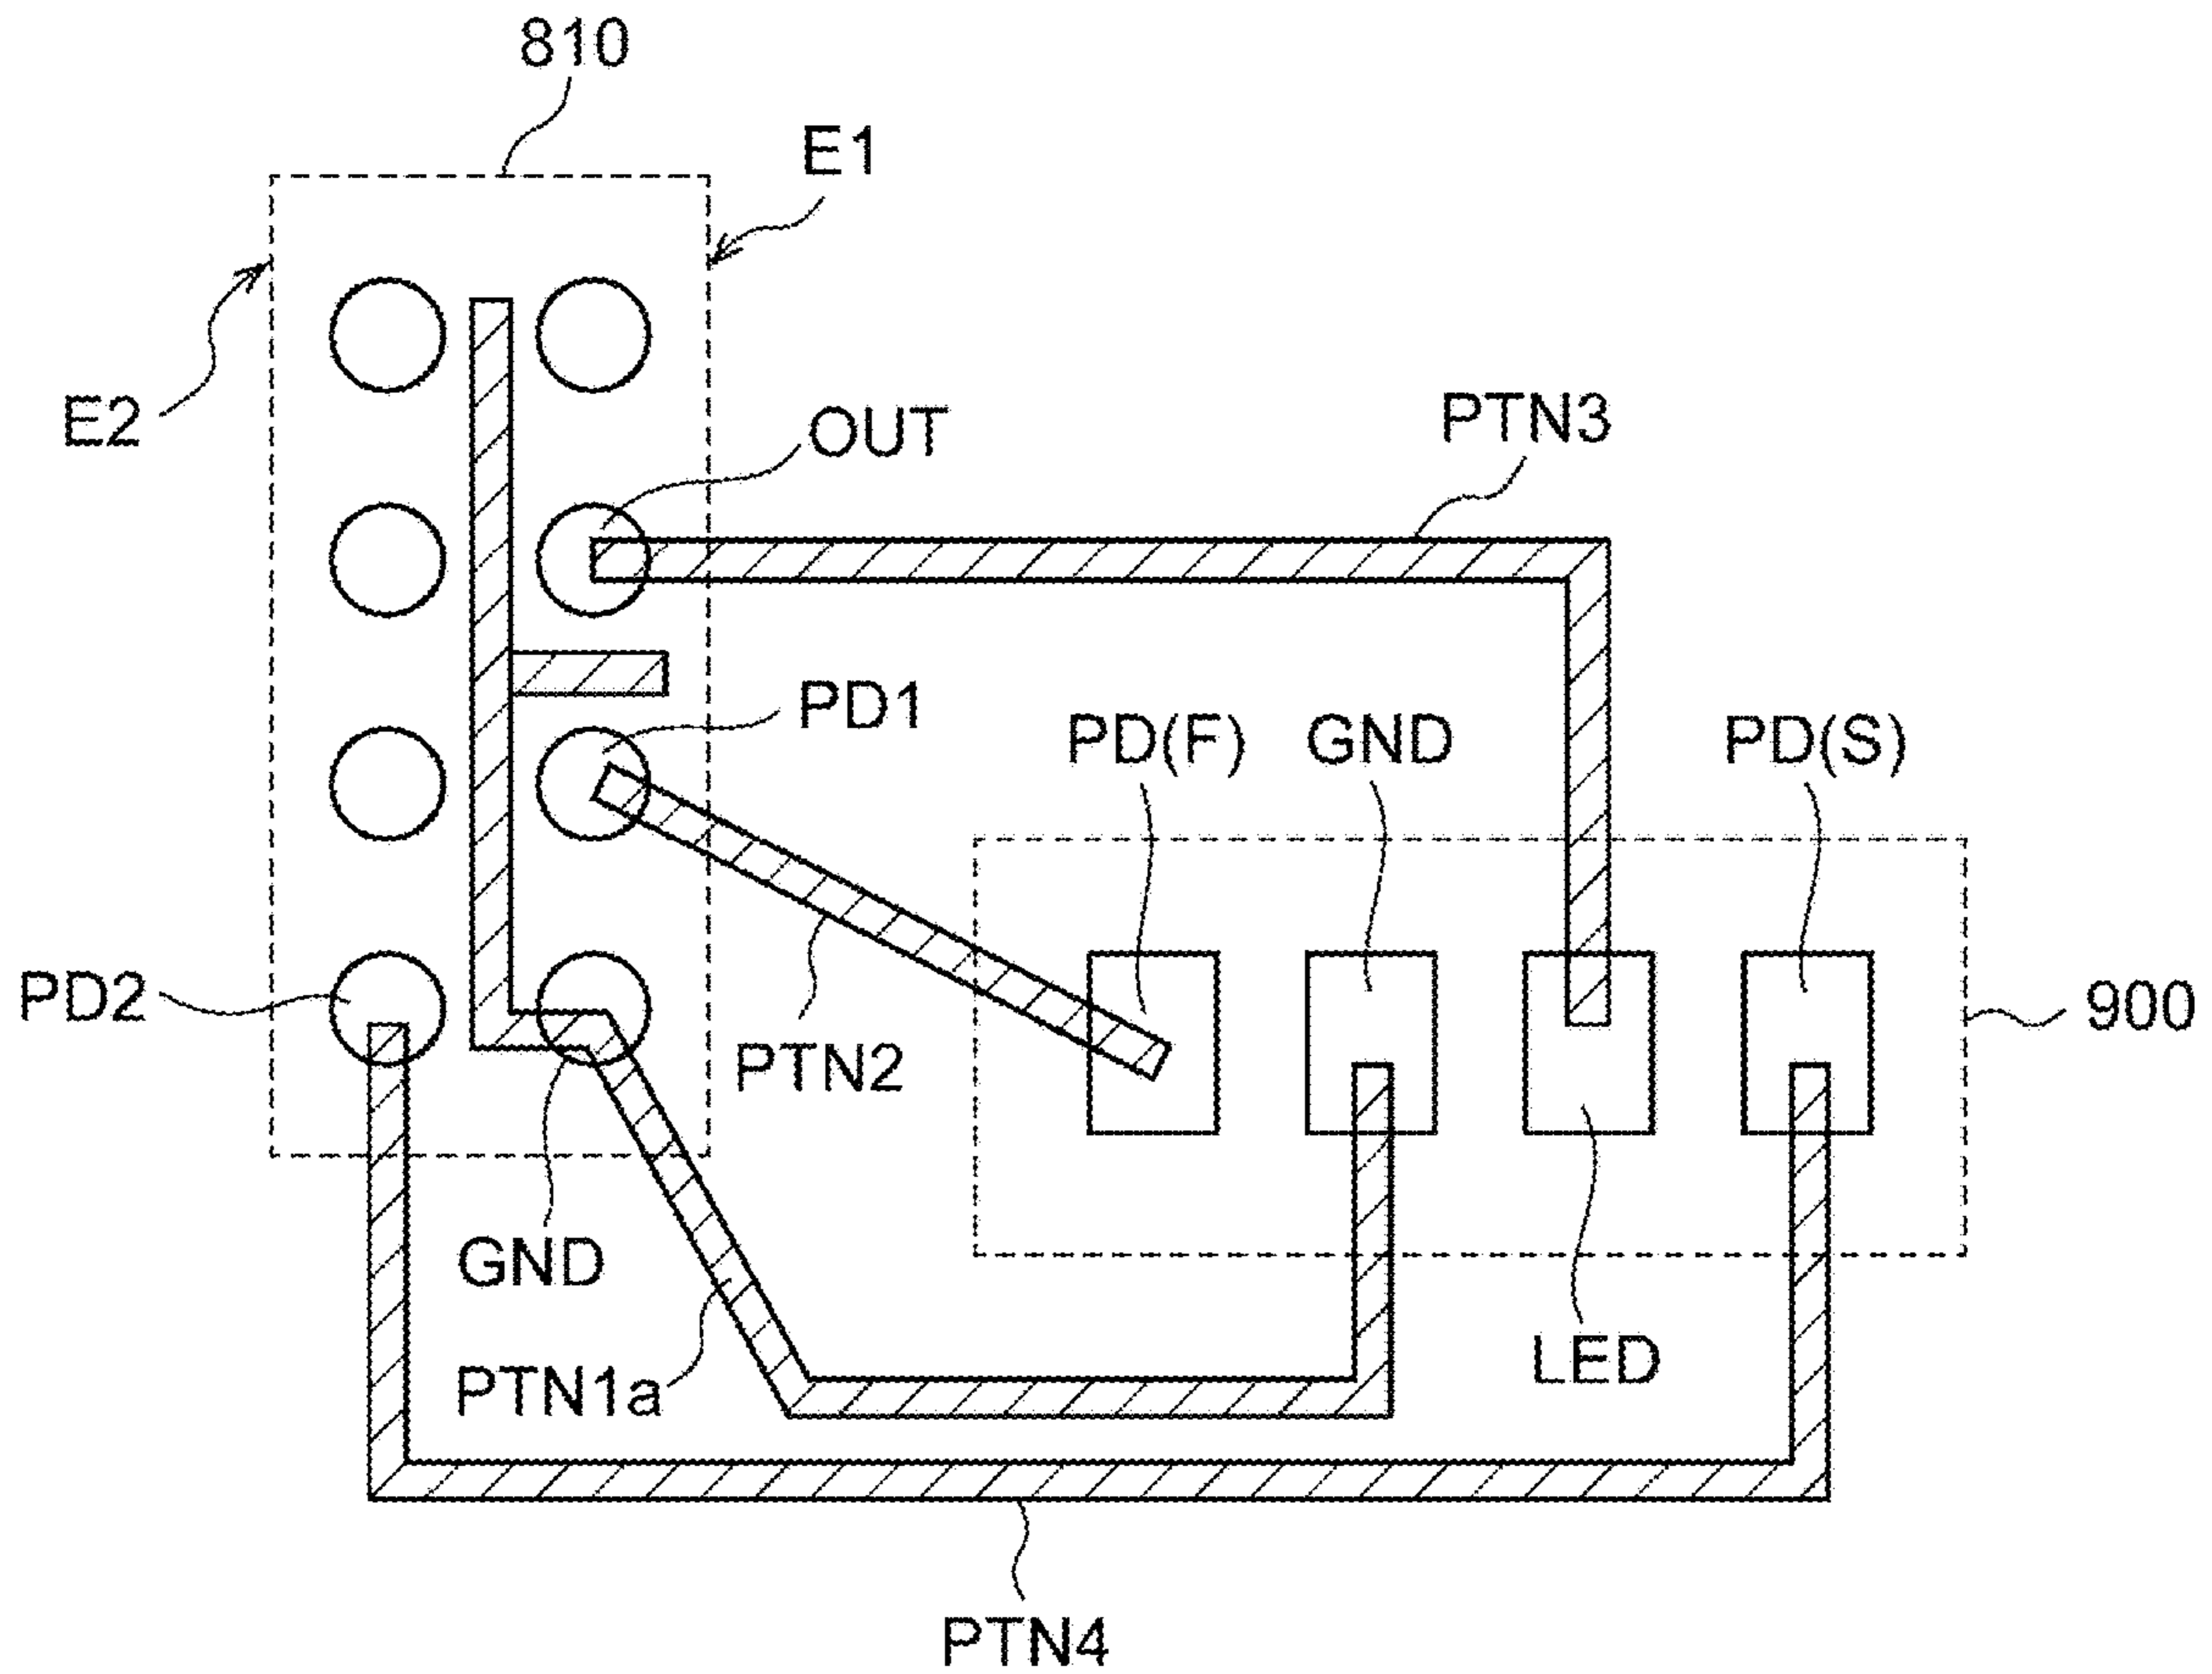 810
E1
E2
OUT
PTN3
PD1
PD(F)
GND
PD(S)
PD2
PTN2
900
GND
PTN1a
LED
PTN4